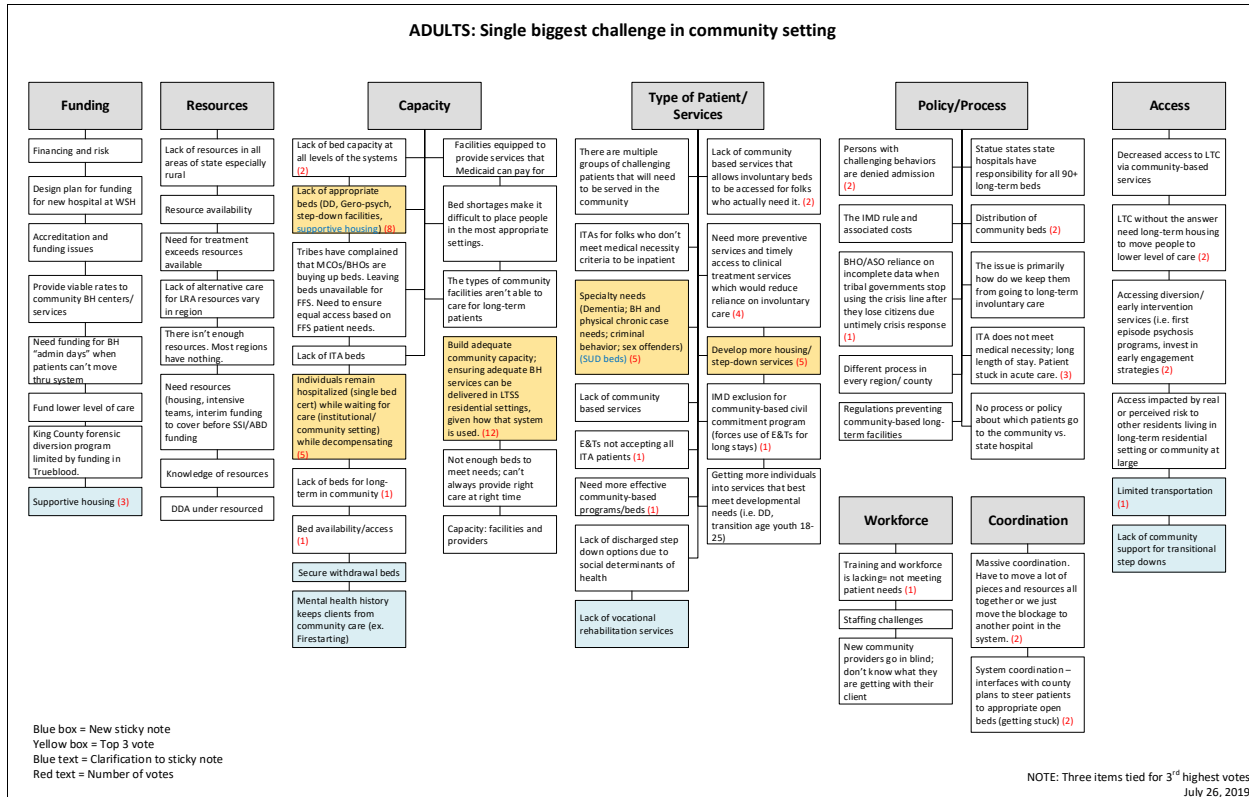 ADULTS: Single biggest challenge in community setting
Funding
Financing and risk
Design plan for funding
for new hospital at WSH
Accreditation and
funding issues
Provide viable rates to
community BH centers/
services
Need funding for BH
“admin days” when
patients can’t move
thru system
Fund lower level of care
King County forensic
diversion program
limited by funding in
Trueblood.
Supportive housing (3)
Resources
Lack of resources in all
areas of state especially
rural
Resource availability
Need for treatment
exceeds resources
available
Lack of alternative care
for LRA resources vary
in region
There isn’t enough
resources. Most regions
have nothing.
Need resources
(housing, intensive
teams, interim funding
to cover before SSI/ABD
funding
Knowledge of resources
DDA under resourced
Capacity
Lack of bed capacity at
all levels of the systems
(2)
Lack of appropriate
beds (DD, Gero-psych,
step-down facilities,
supportive housing) (8)
Tribes have complained
that MCOs/BHOs are
buying up beds. Leaving
beds unavailable for
FFS. Need to ensure
equal access based on
FFS patient needs.
Lack of ITA beds
Individuals remain
hospitalized (single bed
cert) while waiting for
care (institutional/
community setting)
while decompensating
(5)
Lack of beds for long-
term in community (1)
Bed availability/access
(1)
Secure withdrawal beds
Mental health history
keeps clients from
community care (ex.
Firestarting)
Facilities equipped to
provide services that
Medicaid can pay for
Bed shortages make it
difficult to place people
in the most appropriate
settings.
The types of community
facilities aren’t able to
care for long-term
patients
Build adequate
community capacity;
ensuring adequate BH
services can be
delivered in LTSS
residential settings,
given how that system
is used. (12)
Not enough beds to
meet needs; can’t
always provide right
care at right time
Capacity: facilities and
providers
Type of Patient/
Services
There are multiple
groups of challenging
patients that will need
to be served in the
community
ITAs for folks who don’t
meet medical necessity
criteria to be inpatient
Specialty needs
(Dementia; BH and
physical chronic case
needs; criminal
behavior; sex offenders)
(SUD beds) (5)
Lack of community
based services
E&Ts not accepting all
ITA patients (1)
Need more effective
community-based
programs/beds (1)
Lack of discharged step
down options due to
social determinants of
health
Lack of vocational
rehabilitation services
Lack of community
based services that
allows involuntary beds
to be accessed for folks
who actually need it. (2)
Need more preventive
services and timely
access to clinical
treatment services
which would reduce
reliance on involuntary
care (4)
Develop more housing/
step-down services (5)
IMD exclusion for
community-based civil
commitment program
(forces use of E&Ts for
long stays) (1)
Getting more individuals
into services that best
meet developmental
needs (i.e. DD,
transition age youth 18-
25)
Policy/Process
Persons with
challenging behaviors
are denied admission
(2)
The IMD rule and
associated costs
BHO/ASO reliance on
incomplete data when
tribal governments stop
using the crisis line after
they lose citizens due
untimely crisis response
(1)
Different process in
every region/ county
Regulations preventing
community-based long-
term facilities
Statue states state
hospitals have
responsibility for all 90+
long-term beds
Distribution of
community beds (2)
The issue is primarily
how do we keep them
from going to long-term
involuntary care
ITA does not meet
medical necessity; long
length of stay. Patient
stuck in acute care. (3)
No process or policy
about which patients go
to the community vs.
state hospital
Workforce
Training and workforce
is lacking= not meeting
patient needs (1)
Staffing challenges
New community
providers go in blind;
don’t know what they
are getting with their
client
Coordination
Massive coordination.
Have to move a lot of
pieces and resources all
together or we just
move the blockage to
another point in the
system. (2)
System coordination –
interfaces with county
plans to steer patients
to appropriate open
beds (getting stuck) (2)
Access
Decreased access to LTC
via community-based
services
LTC without the answer
need long-term housing
to move people to
lower level of care (2)
Accessing diversion/
early intervention
services (i.e. first
episode psychosis
programs, invest in
early engagement
strategies (2)
Access impacted by real
or perceived risk to
other residents living in
long-term residential
setting or community at
large
Limited transportation
(1)
Lack of community
support for transitional
step downs
Blue box = New sticky note
Yellow box = Top 3 vote
Blue text = Clarification to sticky note
Red text = Number of votes
NOTE: Three items tied for 3rd highest votes
July 26, 2019